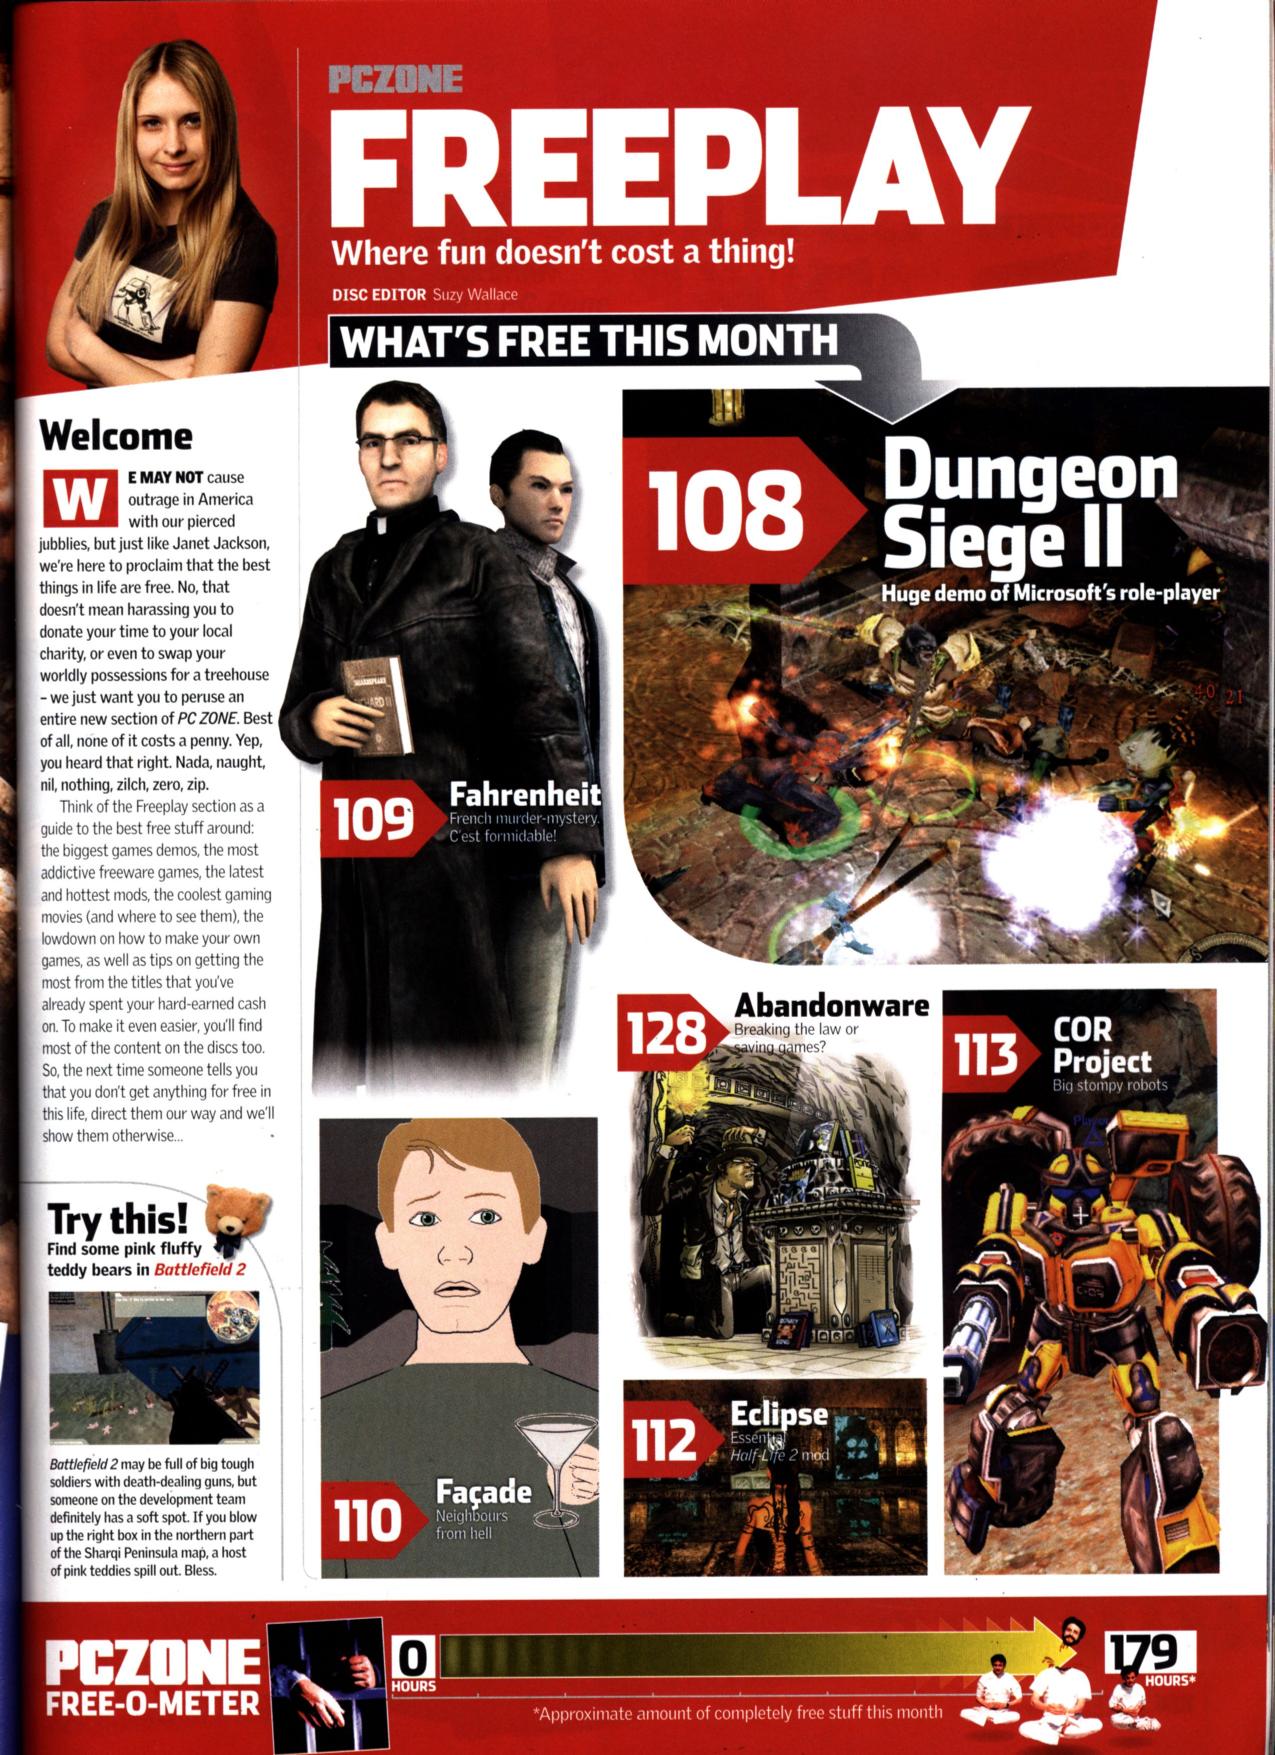 PCZONE
FREEPLAY
Where fun doesn't cost a thing!
DISC EDITOR Suzy Wallace
WHAT'S FREE THIS MONTH
Welcome
WE MAY NOT cause
outrage in America
with our pierced
jubblies, but just like Janet Jackson,
we're here to proclaim that the best
things in life are free. No, that
doesn't mean harassing you to
donate your time to your local
charity, or even to swap your
worldly possessions for a treehouse
– we just want you to peruse an
entire new section of PC ZONE. Best
of all, none of it costs a penny. Yep,
you heard that right. Nada, naught,
nil, nothing, zilch, zero, zip.
Think of the Freeplay section as a
guide to the best free stuff around:
the biggest games demos, the most
addictive freeware games, the latest
and hottest mods, the coolest gaming
movies (and where to see them), the
lowdown on how to make your own
games, as well as tips on getting the
most from the titles that you've
already spent your hard-earned cash
on. To make it even easier, you'll find
most of the content on the discs too.
So, the next time someone tells you
that you don't get anything for free in
this life, direct them our way and we'll
show them otherwise...
Try this!
Find some pink fluffy
teddy bears in Battlefield 2
Battlefield 2 may be full of big tough
soldiers with death-dealing guns, but
someone on the development team
definitely has a soft spot. If you blow
up the right box in the northern part
of the Sharqi Peninsula map, a host
of pink teddies spill out. Bless.
108
Dungeon
Siege II
Huge demo of Microsoft's role-player
40 21
SHAKESPEARE
RICHARD II
109
Fahrenheit
French murder-mystery.
C'est formidable!
128
Abandonware
Breaking the law or
saving games?
113
COR
Project
Big stompy robots
Player
C-09
110
Façade
Neighbours
from hell
112
Eclipse
Essential
Half-Life 2 mod
PCZONE
FREE-O-METER
0
HOURS
179
HOURS*
*Approximate amount of completely free stuff this month